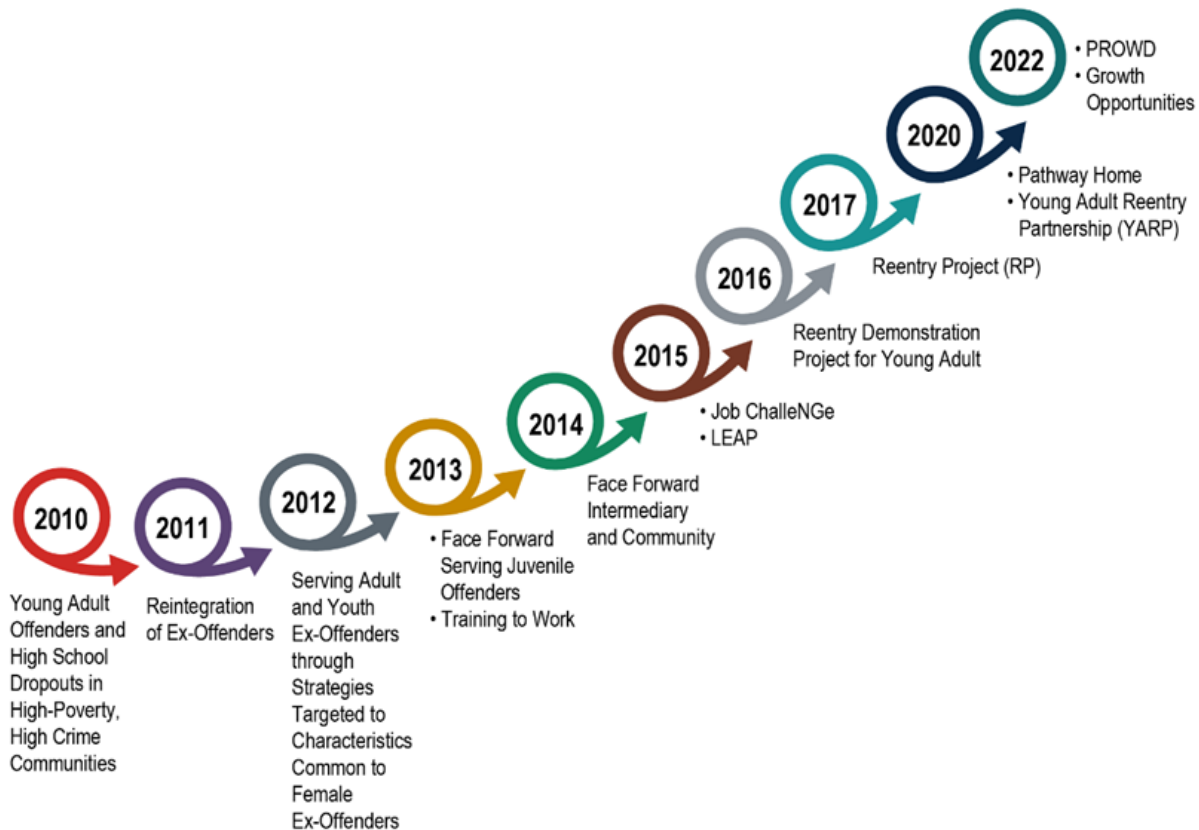 2010
Young Adult
Offenders and
High School
Dropouts in
High-Poverty,
High Crime
Communities
2011
Reintegration
of Ex-Offenders
2012
Serving Adult
and Youth
Ex-Offenders
through
Strategies
Targeted to
Characteristics
Common to
Female
Ex-Offenders
2013
• Face Forward
Serving Juvenile
Offenders
• Training to Work
2014
Face Forward
Intermediary
and Community
2015
• Job ChalleNGe
• LEAP
2016
Reentry Demonstration
Project for Young Adult
2017
Reentry Project (RP)
2020
• Pathway Home
• Young Adult Reentry
Partnership (YARP)
2022
• PROWD
• Growth
Opportunities